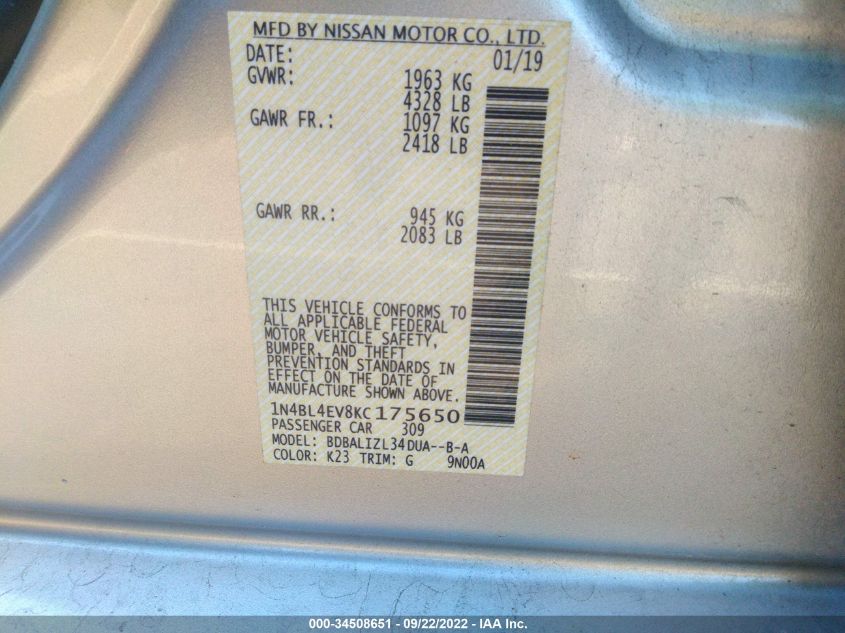 MFD BY NISSAN MOTOR CO., LTD.
DATE: 01/19
GVWR: 1963 KG
4328 LB
GAWR FR.: 1097 KG
2418 LB
GAWR RR.: 945 KG
2083 LB
THIS VEHICLE CONFORMS TO
ALL APPLICABLE FEDERAL
MOTOR VEHICLE SAFETY,
BUMPER, AND THEFT
PREVENTION STANDARDS IN
EFFECT ON THE DATE OF
MANUFACTURE SHOWN ABOVE.
1N4BL4EV8KC175650
PASSENGER CAR 309
MODEL: BDBALIZL34DUA--B-A
COLOR: K23 TRIM: G 9N00A
000-34508651 - 09/22/2022 - IAA Inc.